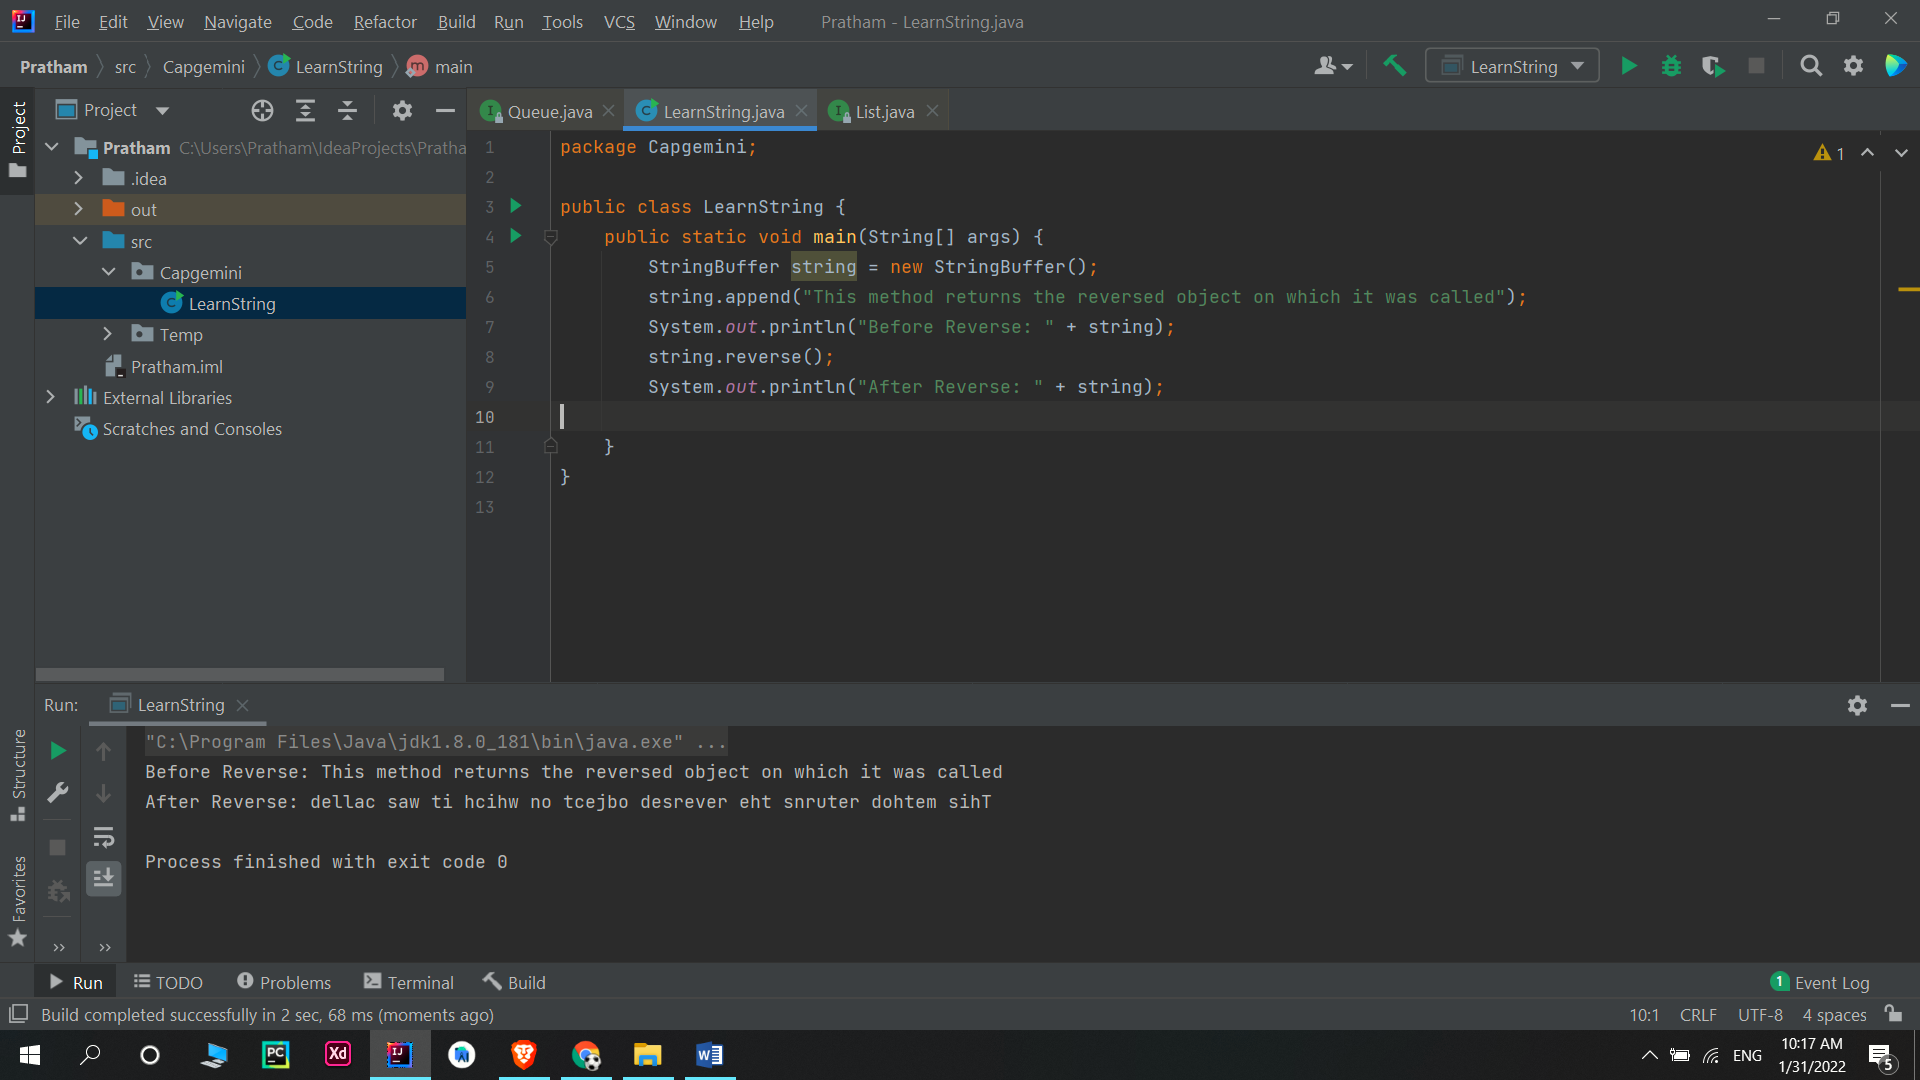 File Edit View Navigate Code Refactor Build Run Tools VCS Window Help Pratham - LearnString.java
Pratham src Capgemini LearnString main LearnString
Project
Project
Queue.java LearnString.java List.java
Pratham C:\Users\Pratham\IdeaProjects\Pratha
.idea
out
src
Capgemini
LearnString
Temp
Pratham.iml
External Libraries
Scratches and Consoles
1 package Capgemini;
1
2
3 public class LearnString {
4 public static void main(String[] args) {
5 StringBuffer string = new StringBuffer();
6 string.append("This method returns the reversed object on which it was called");
7 System.out.println("Before Reverse: " + string);
8 string.reverse();
9 System.out.println("After Reverse: " + string);
10
11 }
12 }
13
Run: LearnString
"C:\Program Files\Java\jdk1.8.0_181\bin\java.exe" ...
Before Reverse: This method returns the reversed object on which it was called
After Reverse: dellac saw ti hcihw no tcejbo desrever eht snruter dohtem sihT
Process finished with exit code 0
Structure
Favorites
Run TODO Problems Terminal Build 1 Event Log
Build completed successfully in 2 sec, 68 ms (moments ago) 10:1 CRLF UTF-8 4 spaces
PC Xd IJ W ENG 10:17 AM
1/31/2022 5